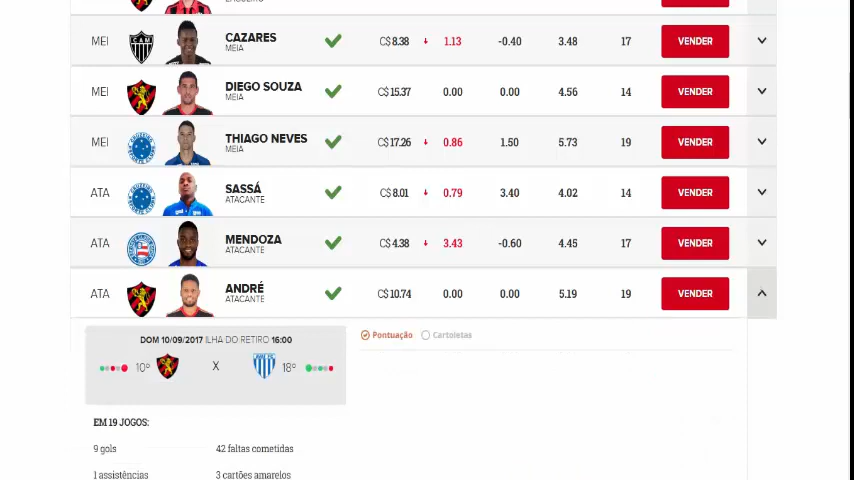 MEI CAM CAZARES MEIA C$ 8.38 1.13 -0.40 3.48 17 VENDER
MEI DIEGO SOUZA MEIA C$ 15.37 0.00 0.00 4.56 14 VENDER
MEI THIAGO NEVES MEIA C$ 17.26 0.86 1.50 5.73 19 VENDER
ATA SASSÁ ATACANTE C$ 8.01 0.79 3.40 4.02 14 VENDER
ATA MENDOZA ATACANTE C$ 4.38 3.43 -0.60 4.45 17 VENDER
ATA ANDRÉ ATACANTE C$ 10.74 0.00 0.00 5.19 19 VENDER
DOM 10/09/2017 ILHA DO RETIRO 16:00
10º X 18º
Pontuação Cartoletas
EM 19 JOGOS:
9 gols 42 faltas cometidas
1 assistências 3 cartões amarelos